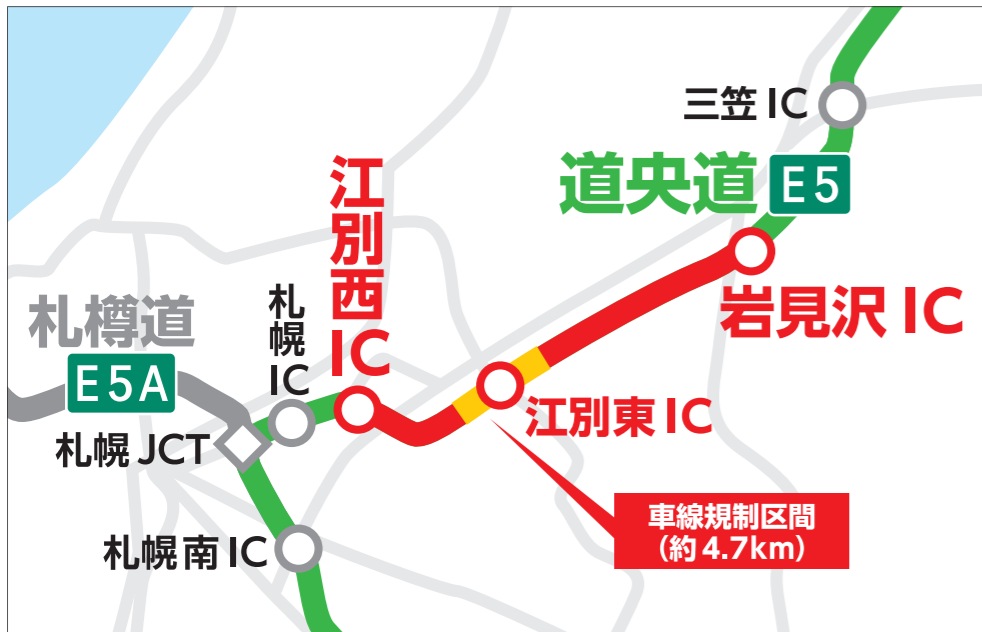 三笠 IC
道央道 E5
江別西
IC
岩見沢 IC
札幌
IC
札樽道
E5A
江別東 IC
札幌 JCT
車線規制区間
(約 4.7km)
札幌南 IC